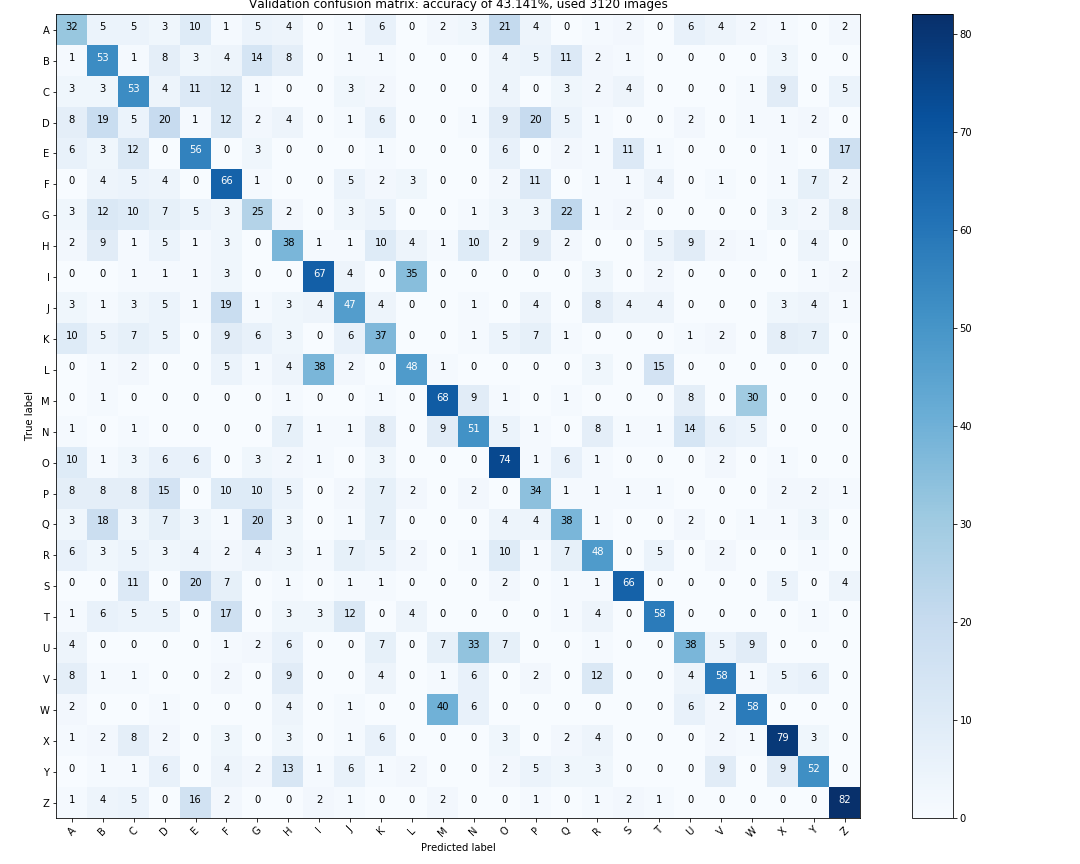 Validation confusion matrix: accuracy of 43.141%, used 3120 images
A 32 5 5 3 10 1 5 4 0 1 6 0 2 3 21 4 0 1 2 0 6 4 2 1 0 2
B 1 53 1 8 3 4 14 8 0 1 1 0 0 0 4 5 11 2 1 0 0 0 0 3 0 0
C 3 3 53 4 11 12 1 0 0 3 2 0 0 0 4 0 3 2 4 0 0 0 1 9 0 5
D 8 19 5 20 1 12 2 4 0 1 6 0 0 1 9 20 5 1 0 0 2 0 1 1 2 0
E 6 3 12 0 56 0 3 0 0 0 1 0 0 0 6 0 2 1 11 1 0 0 0 1 0 17
F 0 4 5 4 0 66 1 0 0 5 2 3 0 0 2 11 0 1 1 4 0 1 0 1 7 2
G 3 12 10 7 5 3 25 2 0 3 5 0 0 1 3 3 22 1 2 0 0 0 0 3 2 8
H 2 9 1 5 1 3 0 38 1 1 10 4 1 10 2 9 2 0 0 5 9 2 1 0 4 0
I 0 0 1 1 1 3 0 0 67 4 0 35 0 0 0 0 0 3 0 2 0 0 0 0 1 2
J 3 1 3 5 1 19 1 3 4 47 4 0 0 1 0 4 0 8 4 4 0 0 0 3 4 1
K 10 5 7 5 0 9 6 3 0 6 37 0 0 1 5 7 1 0 0 0 1 2 0 8 7 0
L 0 1 2 0 0 5 1 4 38 2 0 48 1 0 0 0 0 3 0 15 0 0 0 0 0 0
M 0 1 0 0 0 0 0 1 0 0 1 0 68 9 1 0 1 0 0 0 8 0 30 0 0 0
N 1 0 1 0 0 0 0 7 1 1 8 0 9 51 5 1 0 8 1 1 14 6 5 0 0 0
O 10 1 3 6 6 0 3 2 1 0 3 0 0 0 74 1 6 1 0 0 0 2 0 1 0 0
P 8 8 8 15 0 10 10 5 0 2 7 2 0 2 0 34 1 1 1 1 0 0 0 2 2 1
Q 3 18 3 7 3 1 20 3 0 1 7 0 0 0 4 4 38 1 0 0 2 0 1 1 3 0
R 6 3 5 3 4 2 4 3 1 7 5 2 0 1 10 1 7 48 0 5 0 2 0 0 1 0
S 0 0 11 0 20 7 0 1 0 1 1 0 0 0 2 0 1 1 66 0 0 0 0 5 0 4
T 1 6 5 5 0 17 0 3 3 12 0 4 0 0 0 0 1 4 0 58 0 0 0 0 1 0
U 4 0 0 0 0 1 2 6 0 0 7 0 7 33 7 0 0 1 0 0 38 5 9 0 0 0
V 8 1 1 0 0 2 0 9 0 0 4 0 1 6 0 2 0 12 0 0 4 58 1 5 6 0
W 2 0 0 1 0 0 0 4 0 1 0 0 40 6 0 0 0 0 0 0 6 2 58 0 0 0
X 1 2 8 2 0 3 0 3 0 1 6 0 0 0 3 0 2 4 0 0 0 2 1 79 3 0
Y 0 1 1 6 0 4 2 13 1 6 1 2 0 0 2 5 3 3 0 0 0 9 0 9 52 0
Z 1 4 5 0 16 2 0 0 2 1 0 0 2 0 0 1 0 1 2 1 0 0 0 0 0 82
A B C D E F G H I J K L M N O P Q R S T U V W X Y Z
Predicted label
True label
80
70
60
50
40
30
20
10
0